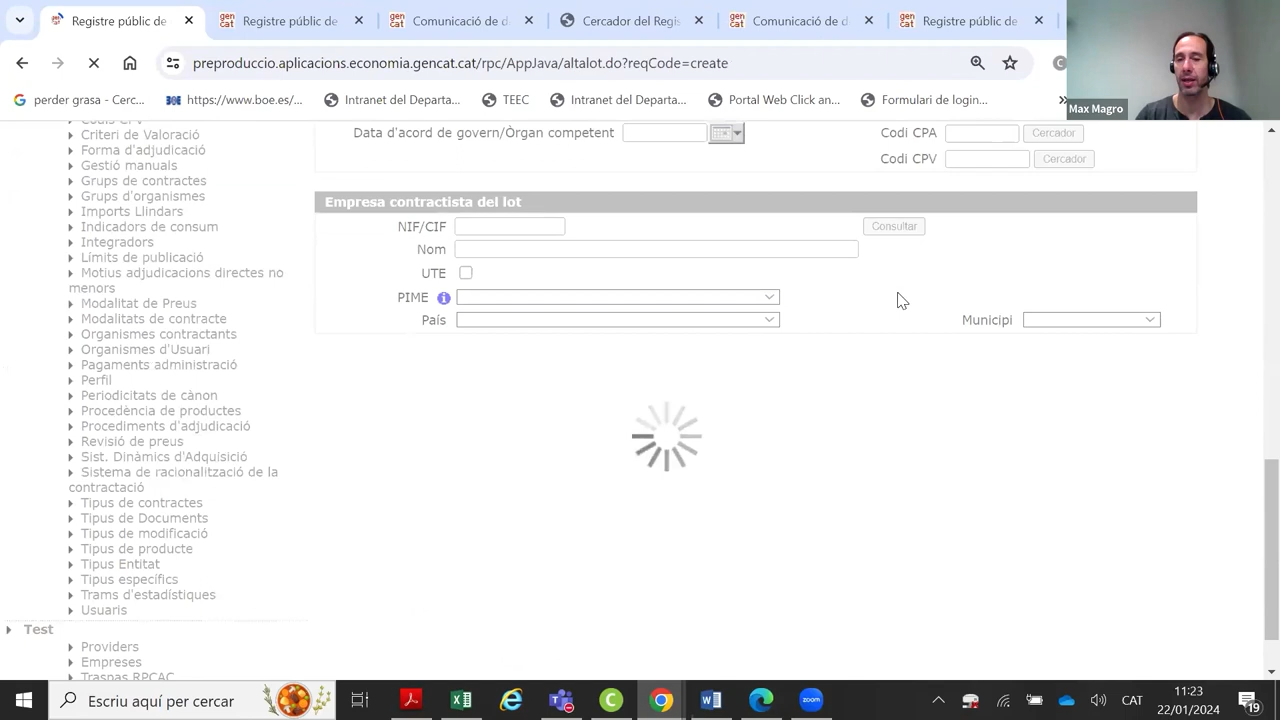 Registre públic de
Registre públic de
Comunicació de d
Cercador del Regis
Comunicació de d
Registre públic de
preproduccio.aplicacions.economia.gencat.cat/rpc/AppJava/altalot.do?reqCode=create
perder grasa - Cerc...
https://www.boe.es/...
Intranet del Departa...
TEEC
Intranet del Departa...
Portal Web Click an...
Formulari de login...
Max Magro
Codis CPV
Criteri de Valoració
Forma d'adjudicació
Gestió manuals
Grups de contractes
Grups d'organismes
Imports Llindars
Indicadors de consum
Integradors
Límits de publicació
Motius adjudicacions directes no
menors
Modalitat de Preus
Modalitats de contracte
Organismes contractants
Organismes d'Usuari
Pagaments administració
Perfil
Periodicitats de cànon
Procedència de productes
Procediments d'adjudicació
Revisió de preus
Sist. Dinàmics d'Adquisició
Sistema de racionalització de la
contractació
Tipus de contractes
Tipus de Documents
Tipus de modificació
Tipus de producte
Tipus Entitat
Tipus específics
Trams d'estadístiques
Usuaris
Test
Providers
Empreses
Traspas RPCAC
Data d'acord de govern/Òrgan competent
Codi CPA Cercador
Codi CPV Cercador
Empresa contractista del lot
NIF/CIF Consultar
Nom
UTE
PIME
País Municipi
Escriu aquí per cercar
CAT
11:23
22/01/2024
19
zoom